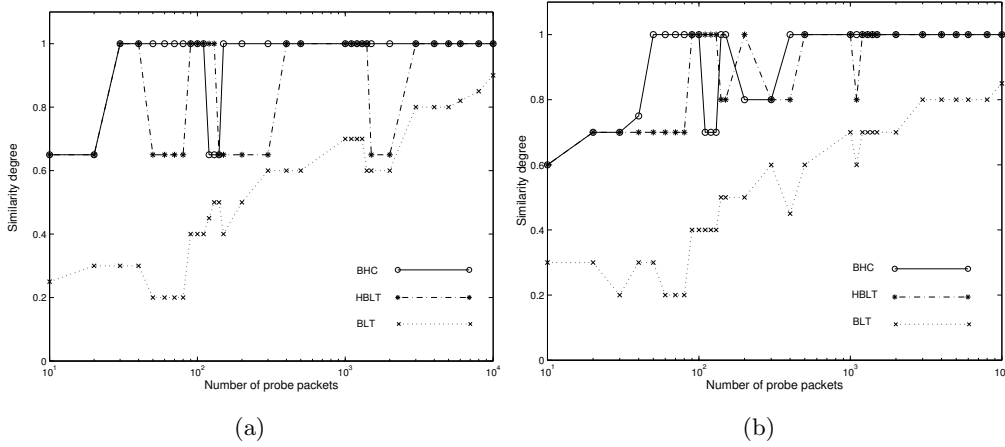 1
0.8
0.6
0.4
0.2
0
10^1
10^2
10^3
10^4
Similarity degree
Number of probe packets
BHC
HBLT
BLT
(a)
1
0.8
0.6
0.4
0.2
0
10^1
10^2
10^3
10
Similarity degree
Number of probe packets
BHC
HBLT
BLT
(b)